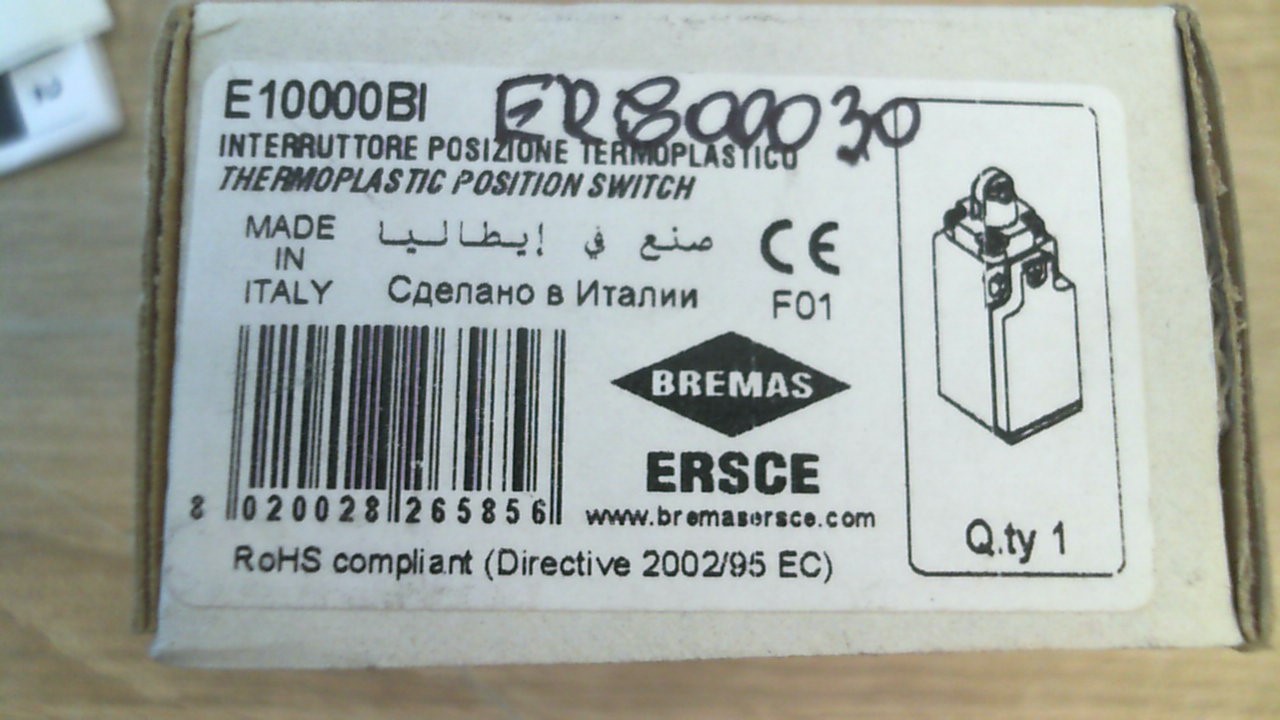 E10000BI
ER800030
INTERRUTTORE POSIZIONE TERMOPLASTICO
THERMOPLASTIC POSITION SWITCH
MADE
IN
ITALY
صنع في إيطاليا
Сделано в Италии
CE
F01
BREMAS
ERSCE
www.bremasersce.com
8 020028 265856
RoHS compliant (Directive 2002/95 EC)
Q.ty 1